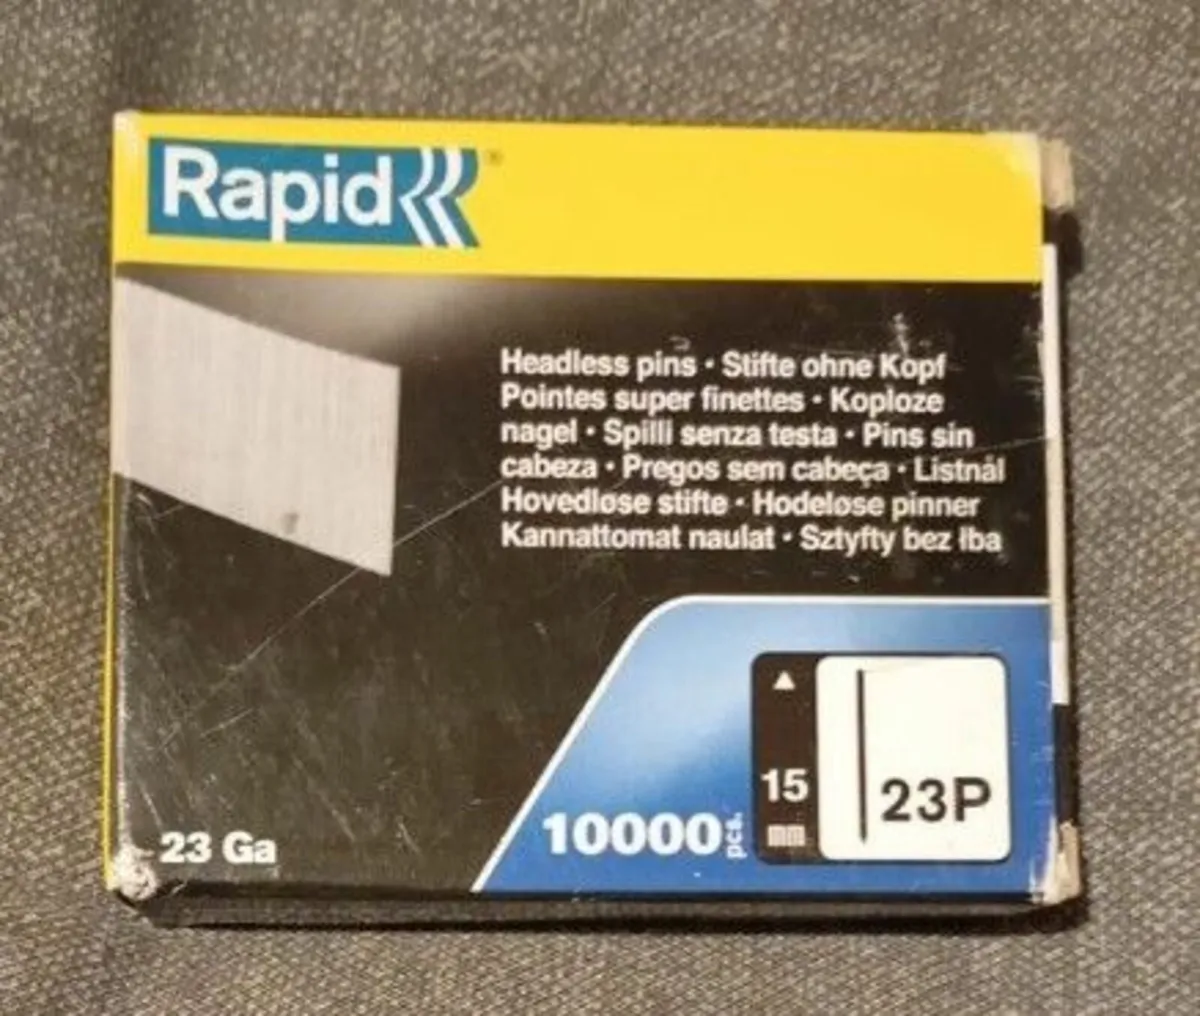 Rapid ®
Headless pins • Stifte ohne Kopf
Pointes super finettes • Koploze
nagel • Spilli senza testa • Pins sin
cabeza • Pregos sem cabeça • Listnål
Hovedløse stifte • Hodeløse pinner
Kannattomat naulat • Sztyfty bez łba
15
mm
23P
10000 pcs.
23 Ga